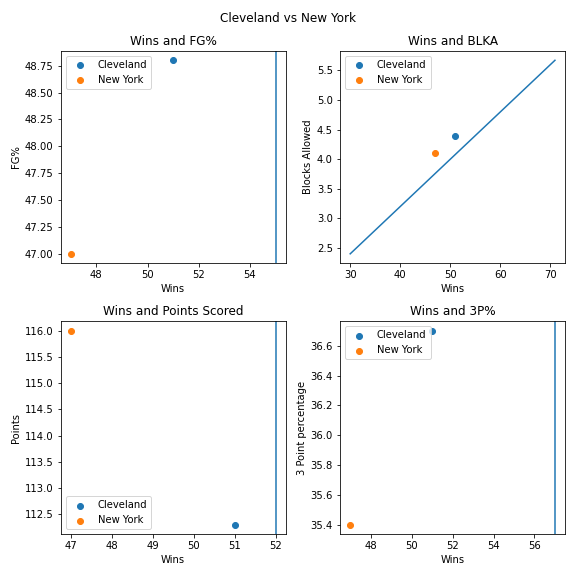 Cleveland vs New York
Wins and FG%
48.75
48.50
48.25
48.00
47.75
47.50
47.25
47.00
FG%
Cleveland
New York
48
50
52
54
Wins
Wins and BLKA
5.5
5.0
4.5
4.0
3.5
3.0
2.5
Blocks Allowed
Cleveland
New York
30
40
50
60
70
Wins
Wins and Points Scored
116.0
115.5
115.0
114.5
114.0
113.5
113.0
112.5
Points
Cleveland
New York
47
48
49
50
51
52
Wins
Wins and 3P%
36.6
36.4
36.2
36.0
35.8
35.6
35.4
3 Point percentage
Cleveland
New York
48
50
52
54
56
Wins